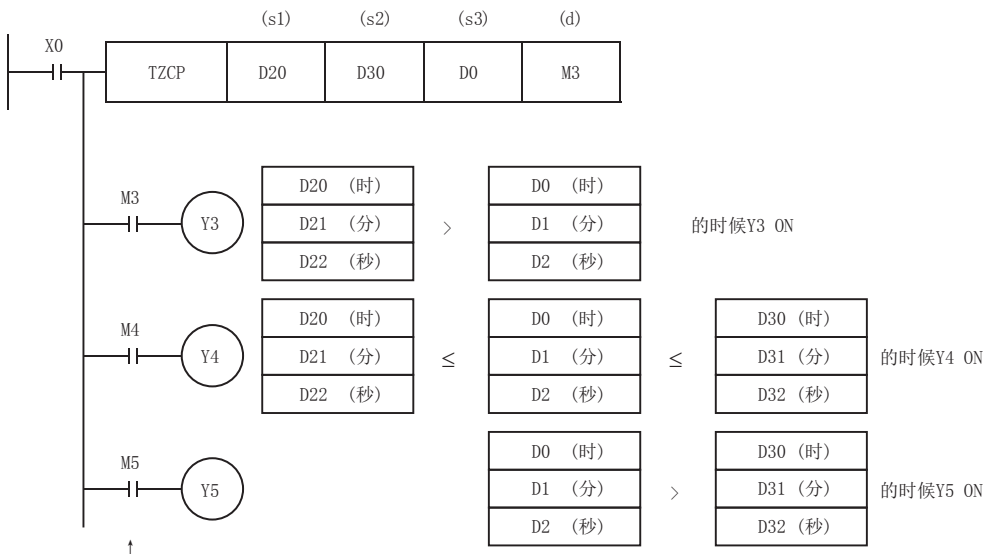 (s1) (s2) (s3) (d)
X0
TZCP D20 D30 D0 M3
M3
Y3
D20 (时)
D21 (分)
D22 (秒)
>
D0 (时)
D1 (分)
D2 (秒)
的时候Y3 ON
M4
Y4
D20 (时)
D21 (分)
D22 (秒)
≤
D0 (时)
D1 (分)
D2 (秒)
≤
D30 (时)
D31 (分)
D32 (秒)
的时候Y4 ON
M5
Y5
D0 (时)
D1 (分)
D2 (秒)
>
D30 (时)
D31 (分)
D32 (秒)
的时候Y5 ON